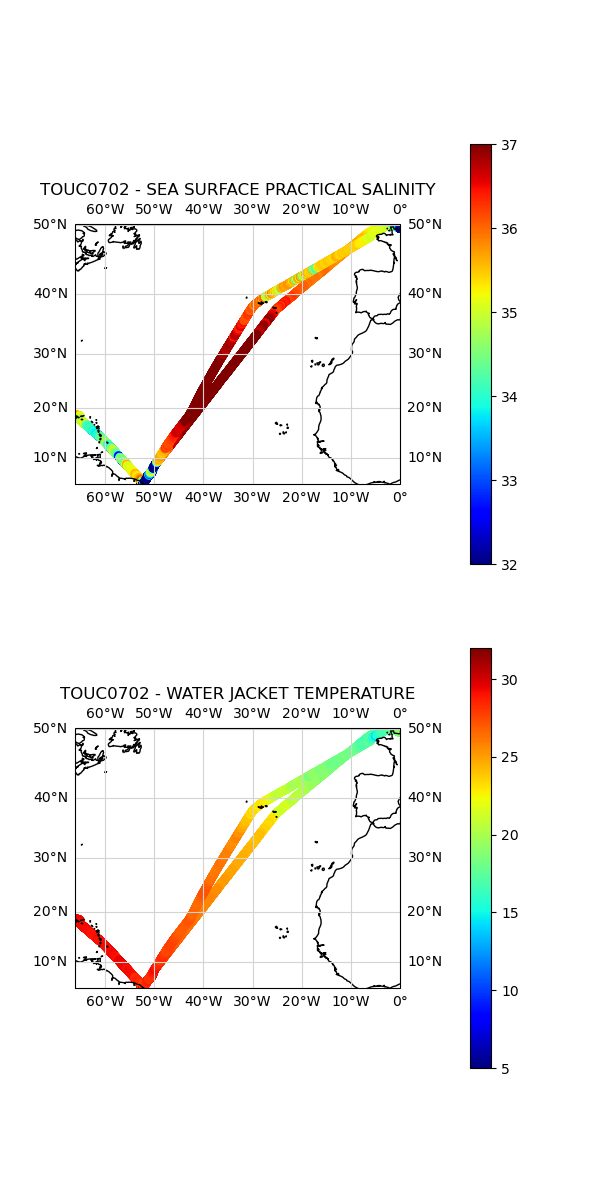 37
TOUC0702 - SEA SURFACE PRACTICAL SALINITY
60°W 50°W 40°W 30°W 20°W 10°W 0°
50°N 50°N
36
40°N 40°N
35
30°N 30°N
34
20°N 20°N
10°N 10°N
33
60°W 50°W 40°W 30°W 20°W 10°W 0°
32
30
TOUC0702 - WATER JACKET TEMPERATURE
60°W 50°W 40°W 30°W 20°W 10°W 0°
50°N 50°N
25
40°N 40°N
20
30°N 30°N
20°N 20°N
15
10°N 10°N
10
60°W 50°W 40°W 30°W 20°W 10°W 0°
5